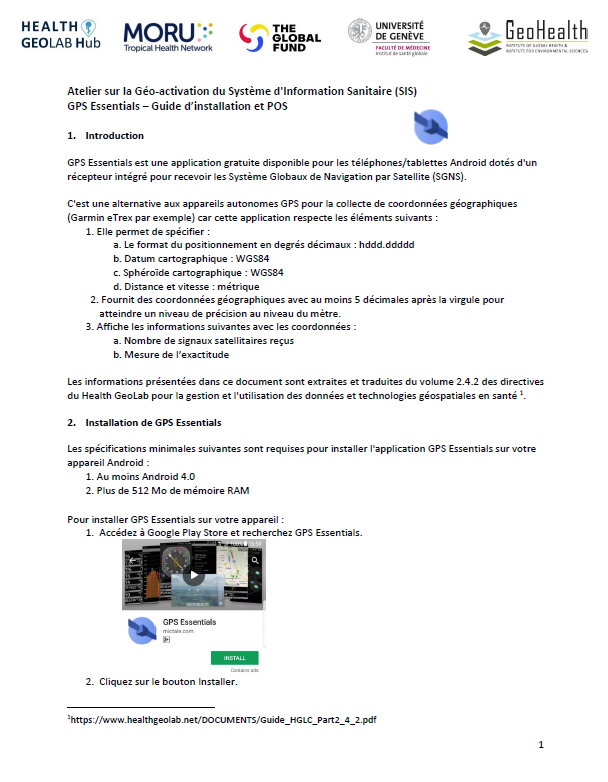 HEALTH
GEOLAB Hub
MORU
Tropical Health Network
THE
GLOBAL
FUND
UNIVERSITÉ
DE GENÈVE
FACULTÉ DE MÉDECINE
Institut de santé globale
GeoHealth
INSTITUTE OF GLOBAL HEALTH &
INSTITUTE FOR ENVIRONMENTAL SCIENCES
Atelier sur la Géo-activation du Système d'Information Sanitaire (SIS)
GPS Essentials – Guide d'installation et POS
1. Introduction
GPS Essentials est une application gratuite disponible pour les téléphones/tablettes Android dotés d'un
récepteur intégré pour recevoir les Système Globaux de Navigation par Satellite (SGNS).
C'est une alternative aux appareils autonomes GPS pour la collecte de coordonnées géographiques
(Garmin eTrex par exemple) car cette application respecte les éléments suivants :
1. Elle permet de spécifier :
a. Le format du positionnement en degrés décimaux : hddd.ddddd
b. Datum cartographique : WGS84
c. Sphéroïde cartographique : WGS84
d. Distance et vitesse : métrique
2. Fournit des coordonnées géographiques avec au moins 5 décimales après la virgule pour
atteindre un niveau de précision au niveau du mètre.
3. Affiche les informations suivantes avec les coordonnées :
a. Nombre de signaux satellitaires reçus
b. Mesure de l'exactitude
Les informations présentées dans ce document sont extraites et traduites du volume 2.4.2 des directives
du Health GeoLab pour la gestion et l'utilisation des données et technologies géospatiales en santé 1.
2. Installation de GPS Essentials
Les spécifications minimales suivantes sont requises pour installer l'application GPS Essentials sur votre
appareil Android :
1. Au moins Android 4.0
2. Plus de 512 Mo de mémoire RAM
Pour installer GPS Essentials sur votre appareil :
1. Accédez à Google Play Store et recherchez GPS Essentials.
GPS Essentials
mictale.com
INSTALL
Contains ads
2. Cliquez sur le bouton Installer.
1https://www.healthgeolab.net/DOCUMENTS/Guide_HGLC_Part2_4_2.pdf
1